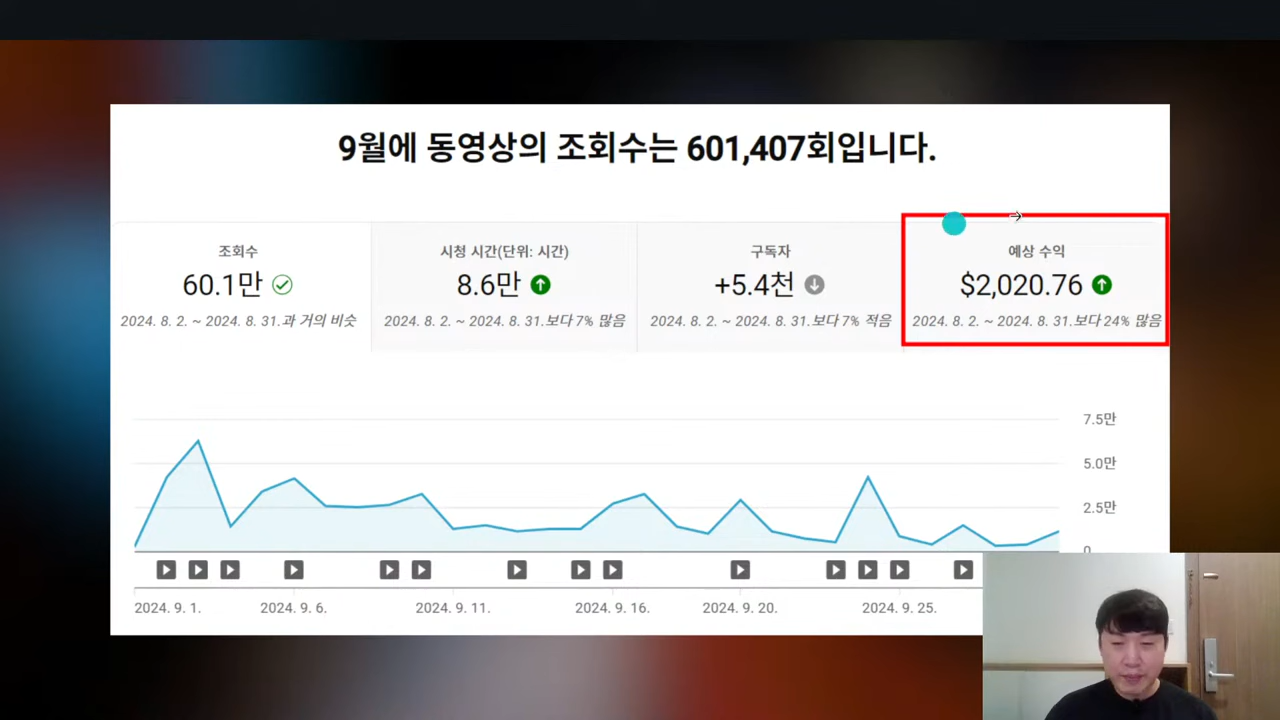 9월에 동영상의 조회수는 601,407회입니다.
조회수
60.1만
2024. 8. 2. ~ 2024. 8. 31.과 거의 비슷
시청 시간(단위: 시간)
8.6만
2024. 8. 2. ~ 2024. 8. 31.보다 7% 많음
구독자
+5.4천
2024. 8. 2. ~ 2024. 8. 31.보다 7% 적음
예상 수익
$2,020.76
2024. 8. 2. ~ 2024. 8. 31.보다 24% 많음
7.5만
5.0만
2.5만
0
2024. 9. 1.
2024. 9. 6.
2024. 9. 11.
2024. 9. 16.
2024. 9. 20.
2024. 9. 25.